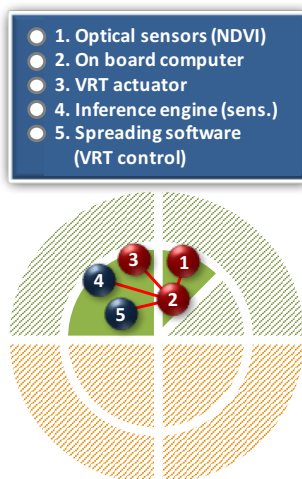 1. Optical sensors (NDVI)
2. On board computer
3. VRT actuator
4. Inference engine (sens.)
5. Spreading software
(VRT control)
3
1
4
2
5